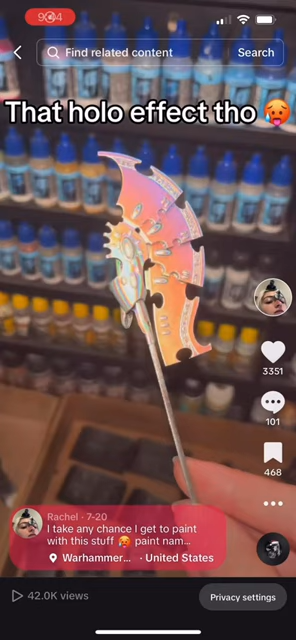 9:04
Find related content
Search
That holo effect tho 🥵
3351
101
468
Rachel · 7-20
I take any chance I get to paint
with this stuff 🥵 paint nam...
Warhammer... · United States
42.0K views
Privacy settings